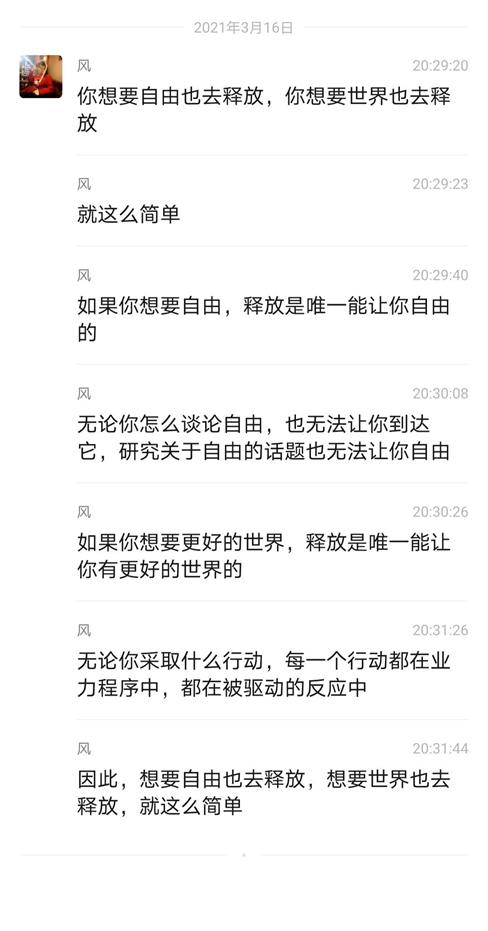 2021年3月16日
风
20:29:20
你想要自由也去释放，你想要世界也去释
放
风
20:29:23
就这么简单
风
20:29:40
如果你想要自由，释放是唯一能让你自由
的
风
20:30:08
无论你怎么谈论自由，也无法让你到达
它，研究关于自由的话题也无法让你自由
风
20:30:26
如果你想要更好的世界，释放是唯一能让
你有更好的世界的
风
20:31:26
无论你采取什么行动，每一个行动都在业
力程序中，都在被驱动的反应中
风
20:31:44
因此，想要自由也去释放，想要世界也去
释放，就这么简单